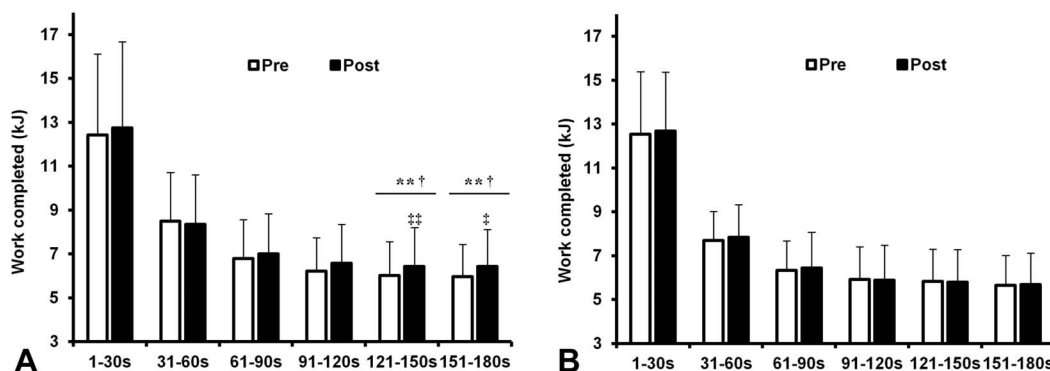 17
15
13
11
9
7
5
3
Work completed (kJ)
Pre Post
**† **†
‡‡ ‡
A
1-30s 31-60s 61-90s 91-120s 121-150s 151-180s
17
15
13
11
9
7
5
3
Work completed (kJ)
Pre Post
B
1-30s 31-60s 61-90s 91-120s 121-150s 151-180s